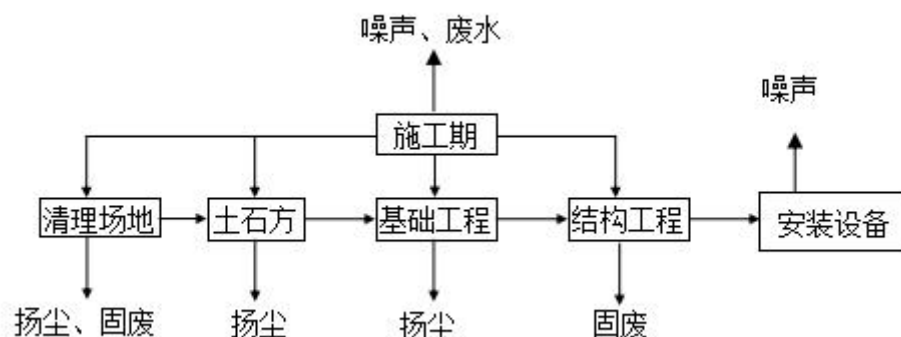 噪声、废水
噪声
施工期
清理场地
土石方
基础工程
结构工程
安装设备
扬尘、固废
扬尘
扬尘
固废